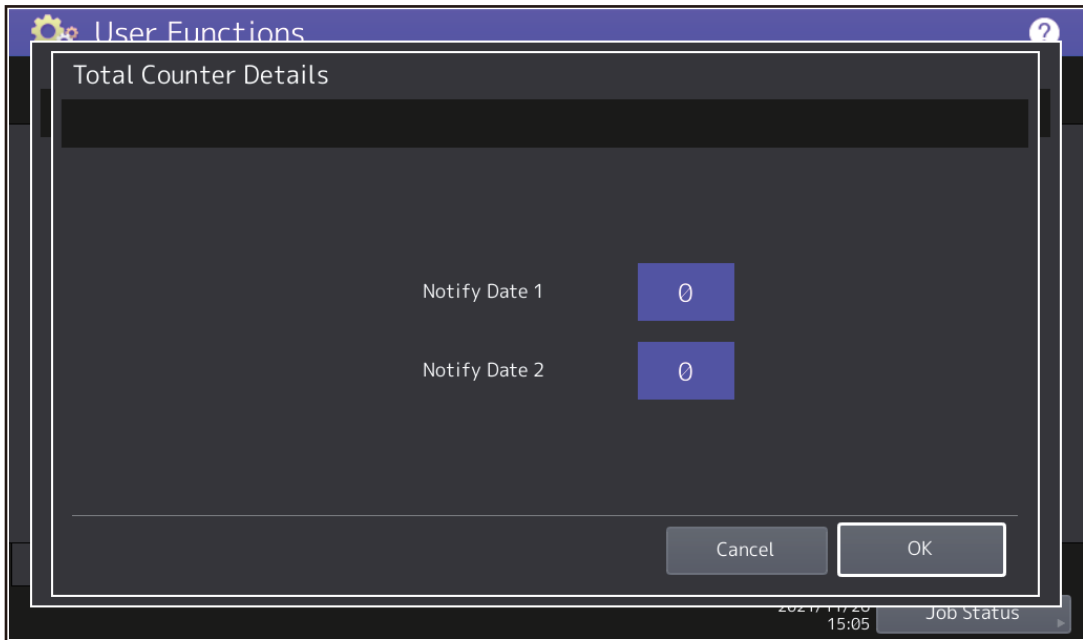 User Functions
?
Total Counter Details
Notify Date 1
0
Notify Date 2
0
Cancel
OK
15:05
Job Status